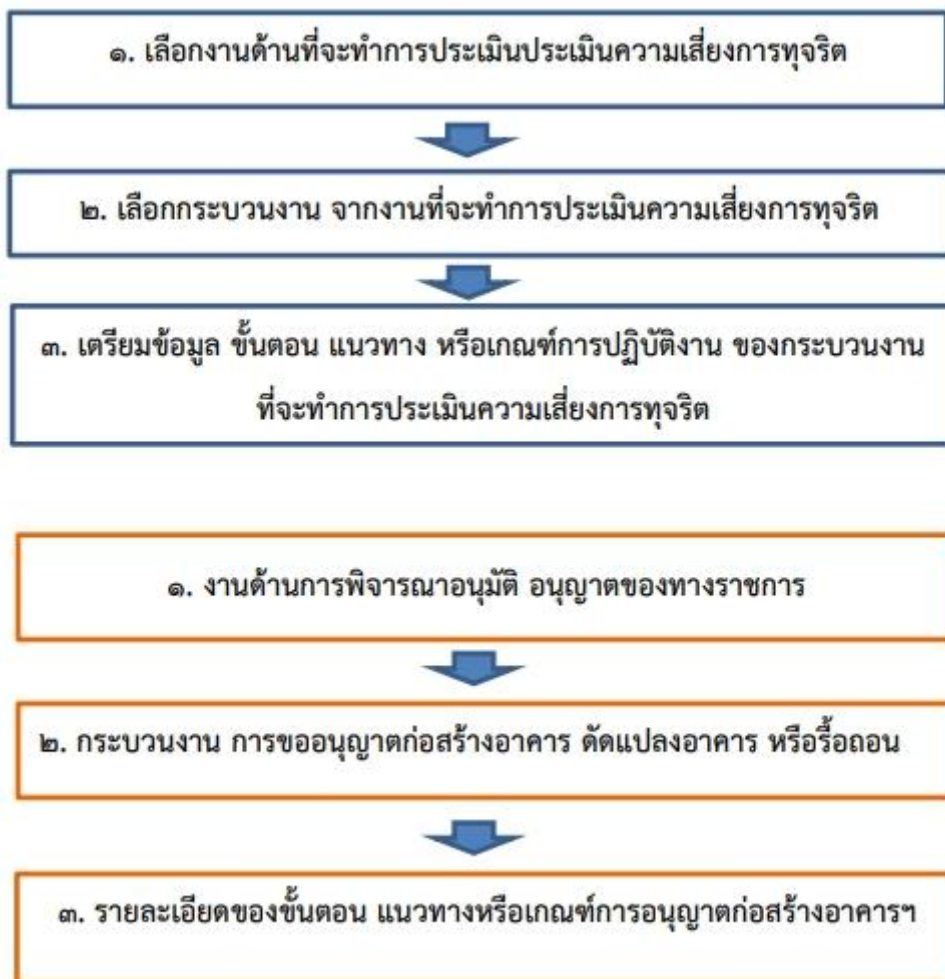 ๑. เลือกงานด้านที่จะทำการประเมินประเมินความเสี่ยงการทุจริต
๒. เลือกกระบวนงาน จากงานที่จะทำการประเมินความเสี่ยงการทุจริต
๓. เตรียมข้อมูล ขั้นตอน แนวทาง หรือเกณฑ์การปฏิบัติงาน ของกระบวนงาน
ที่จะทำการประเมินความเสี่ยงการทุจริต
๑. งานด้านการพิจารณาอนุมัติ อนุญาตของทางราชการ
๒. กระบวนงาน การขออนุญาตก่อสร้างอาคาร ดัดแปลงอาคาร หรือรื้อถอน
๓. รายละเอียดของขั้นตอน แนวทางหรือเกณฑ์การอนุญาตก่อสร้างอาคารฯ